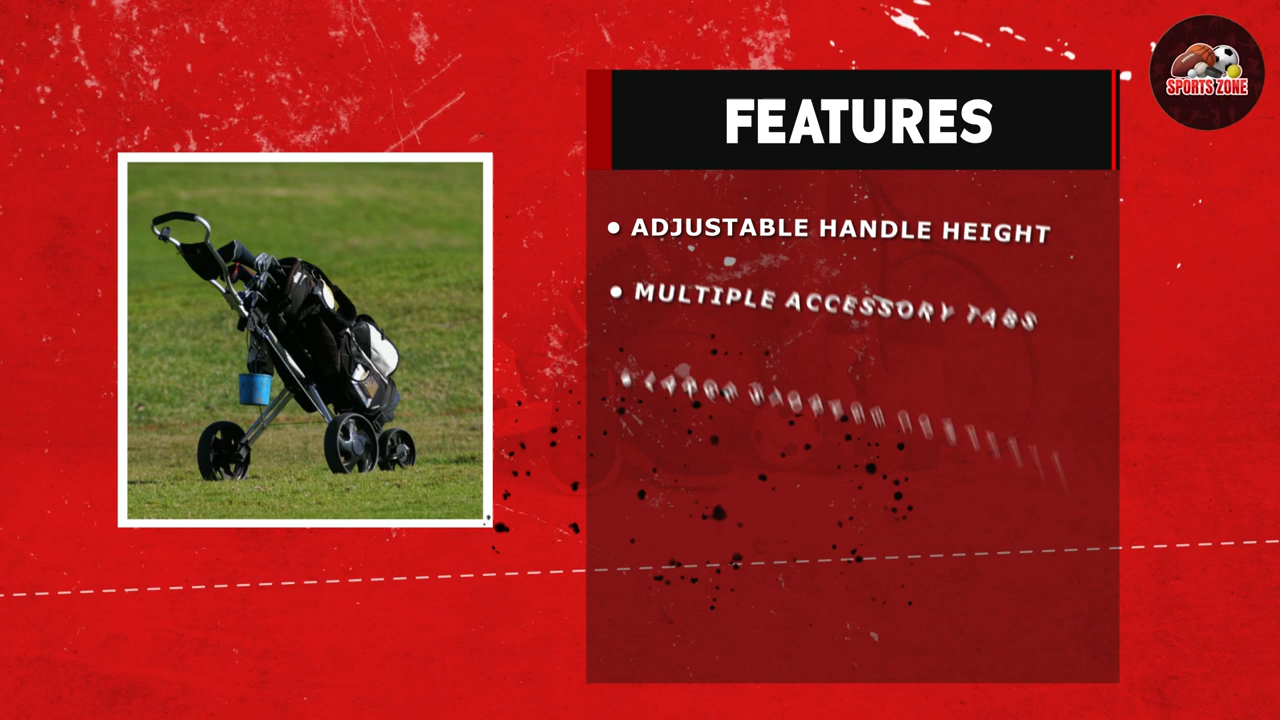 SPORTS ZONE
FEATURES
• ADJUSTABLE HANDLE HEIGHT
• MULTIPLE ACCESSORY TABS